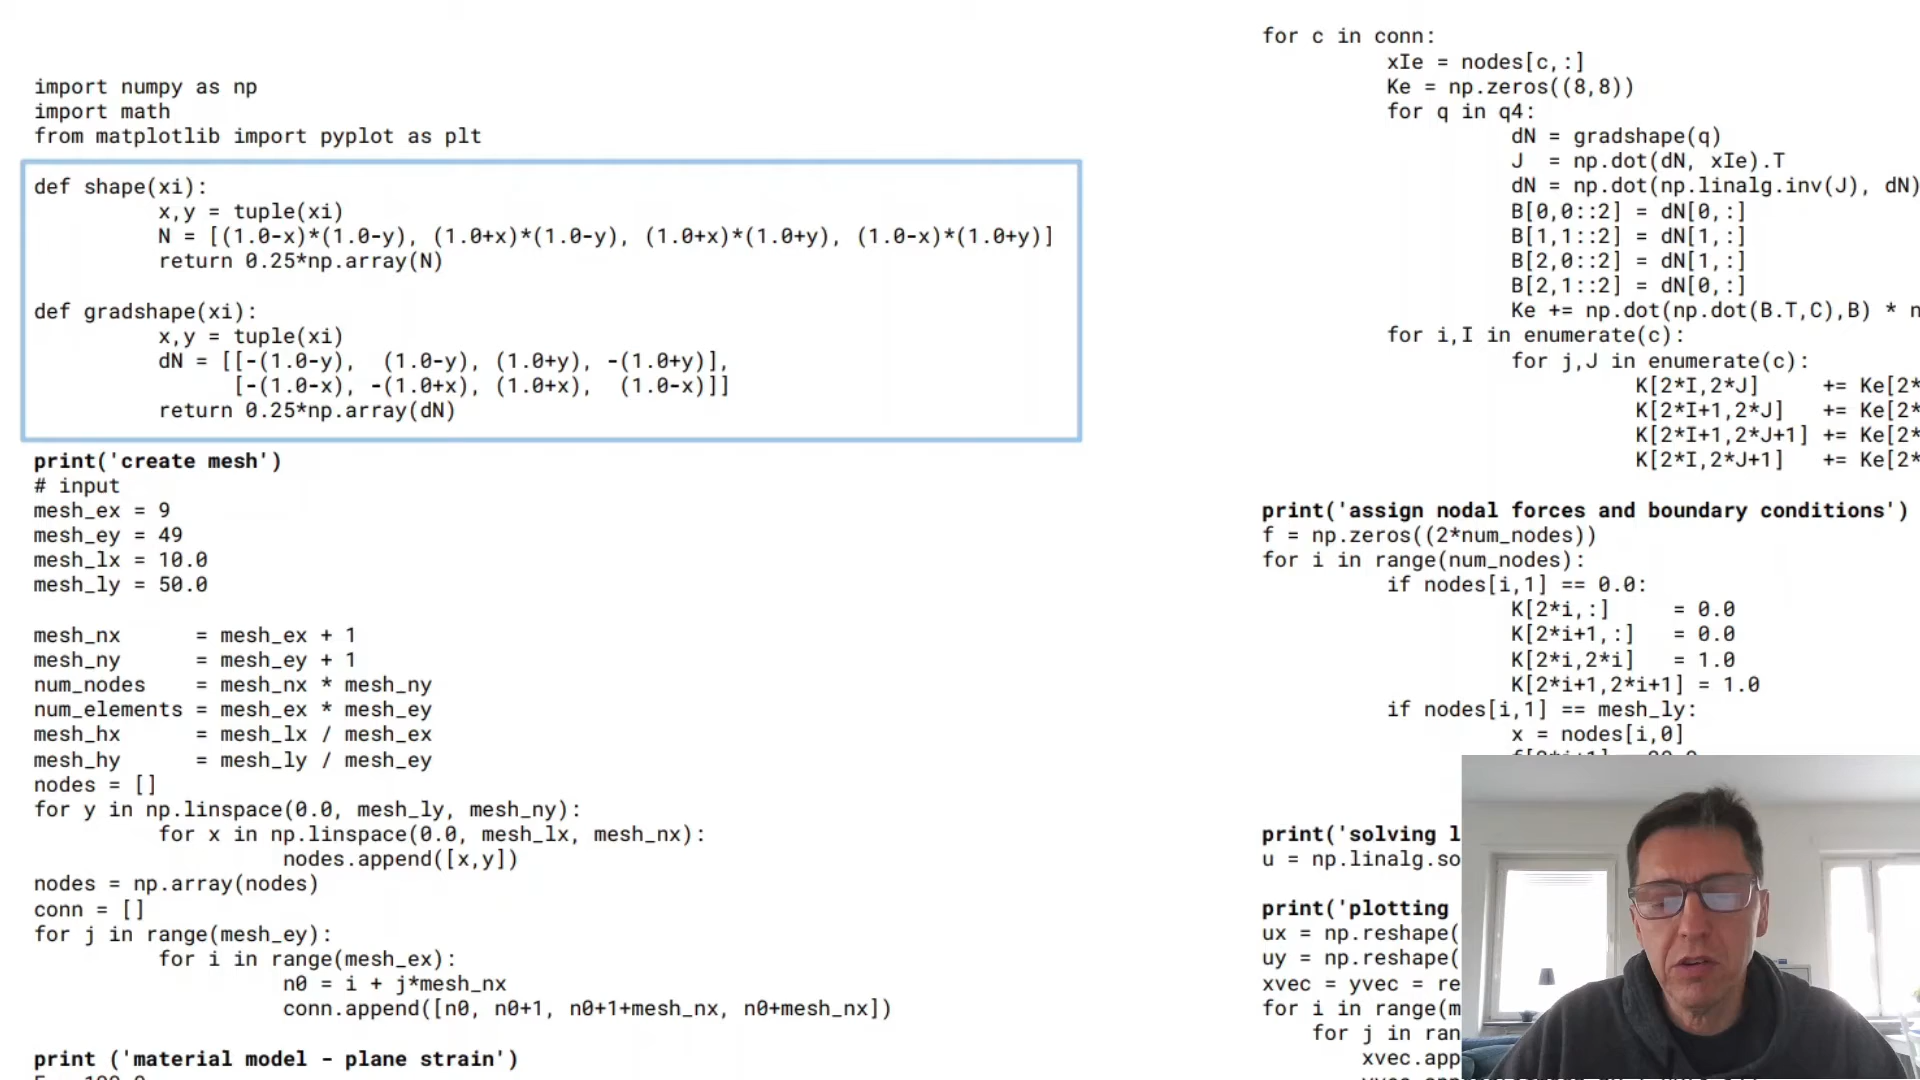 import numpy as np
import math
from matplotlib import pyplot as plt
def shape(xi):
x,y = tuple(xi)
N = [(1.0-x)*(1.0-y), (1.0+x)*(1.0-y), (1.0+x)*(1.0+y), (1.0-x)*(1.0+y)]
return 0.25*np.array(N)
def gradshape(xi):
x,y = tuple(xi)
dN = [[-(1.0-y), (1.0-y), (1.0+y), -(1.0+y)],
[-(1.0-x), -(1.0+x), (1.0+x), (1.0-x)]]
return 0.25*np.array(dN)
print('create mesh')
# input
mesh_ex = 9
mesh_ey = 49
mesh_lx = 10.0
mesh_ly = 50.0
mesh_nx = mesh_ex + 1
mesh_ny = mesh_ey + 1
num_nodes = mesh_nx * mesh_ny
num_elements = mesh_ex * mesh_ey
mesh_hx = mesh_lx / mesh_ex
mesh_hy = mesh_ly / mesh_ey
nodes = []
for y in np.linspace(0.0, mesh_ly, mesh_ny):
for x in np.linspace(0.0, mesh_lx, mesh_nx):
nodes.append([x,y])
nodes = np.array(nodes)
conn = []
for j in range(mesh_ey):
for i in range(mesh_ex):
n0 = i + j*mesh_nx
conn.append([n0, n0+1, n0+1+mesh_nx, n0+mesh_nx])
print ('material model - plane strain')
for c in conn:
xIe = nodes[c,:]
Ke = np.zeros((8,8))
for q in q4:
dN = gradshape(q)
J = np.dot(dN, xIe).T
dN = np.dot(np.linalg.inv(J), dN)
B[0,0::2] = dN[0,:]
B[1,1::2] = dN[1,:]
B[2,0::2] = dN[1,:]
B[2,1::2] = dN[0,:]
Ke += np.dot(np.dot(B.T,C),B) * n
for i,I in enumerate(c):
for j,J in enumerate(c):
K[2*I,2*J] += Ke[2*
K[2*I+1,2*J] += Ke[2*
K[2*I+1,2*J+1] += Ke[2*
K[2*I,2*J+1] += Ke[2*
print('assign nodal forces and boundary conditions')
f = np.zeros((2*num_nodes))
for i in range(num_nodes):
if nodes[i,1] == 0.0:
K[2*i,:] = 0.0
K[2*i+1,:] = 0.0
K[2*i,2*i] = 1.0
K[2*i+1,2*i+1] = 1.0
if nodes[i,1] == mesh_ly:
x = nodes[i,0]
print('solving l
u = np.linalg.so
print('plotting
ux = np.reshape(
uy = np.reshape(
xvec = yvec = re
for i in range(m
for j in ran
xvec.app